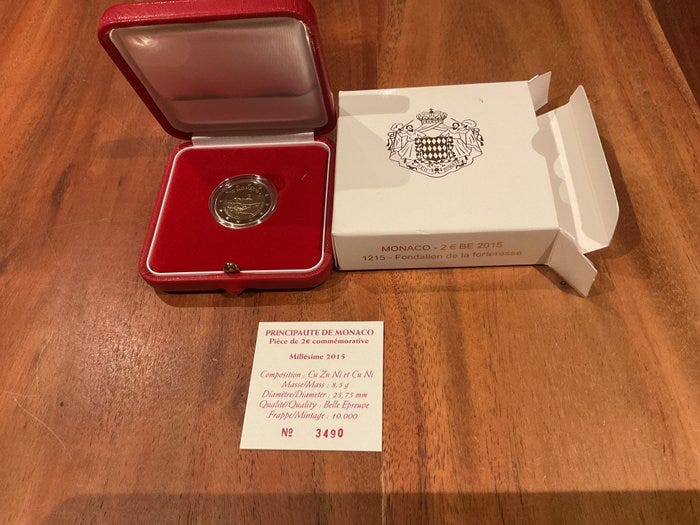 MONACO - 2 € BE 2015
1215 - Fondation de la forteresse
PRINCIPAUTE DE MONACO
Pièce de 2€ commémorative
Millésime 2015
Composition : Cu Zn Ni et Cu Ni
Masse/Mass : 8,5 g
Diamètre/Diameter : 25,75 mm
Qualité/Quality : Belle Epreuve
Frappe/Mintage : 10.000
Nº 3490